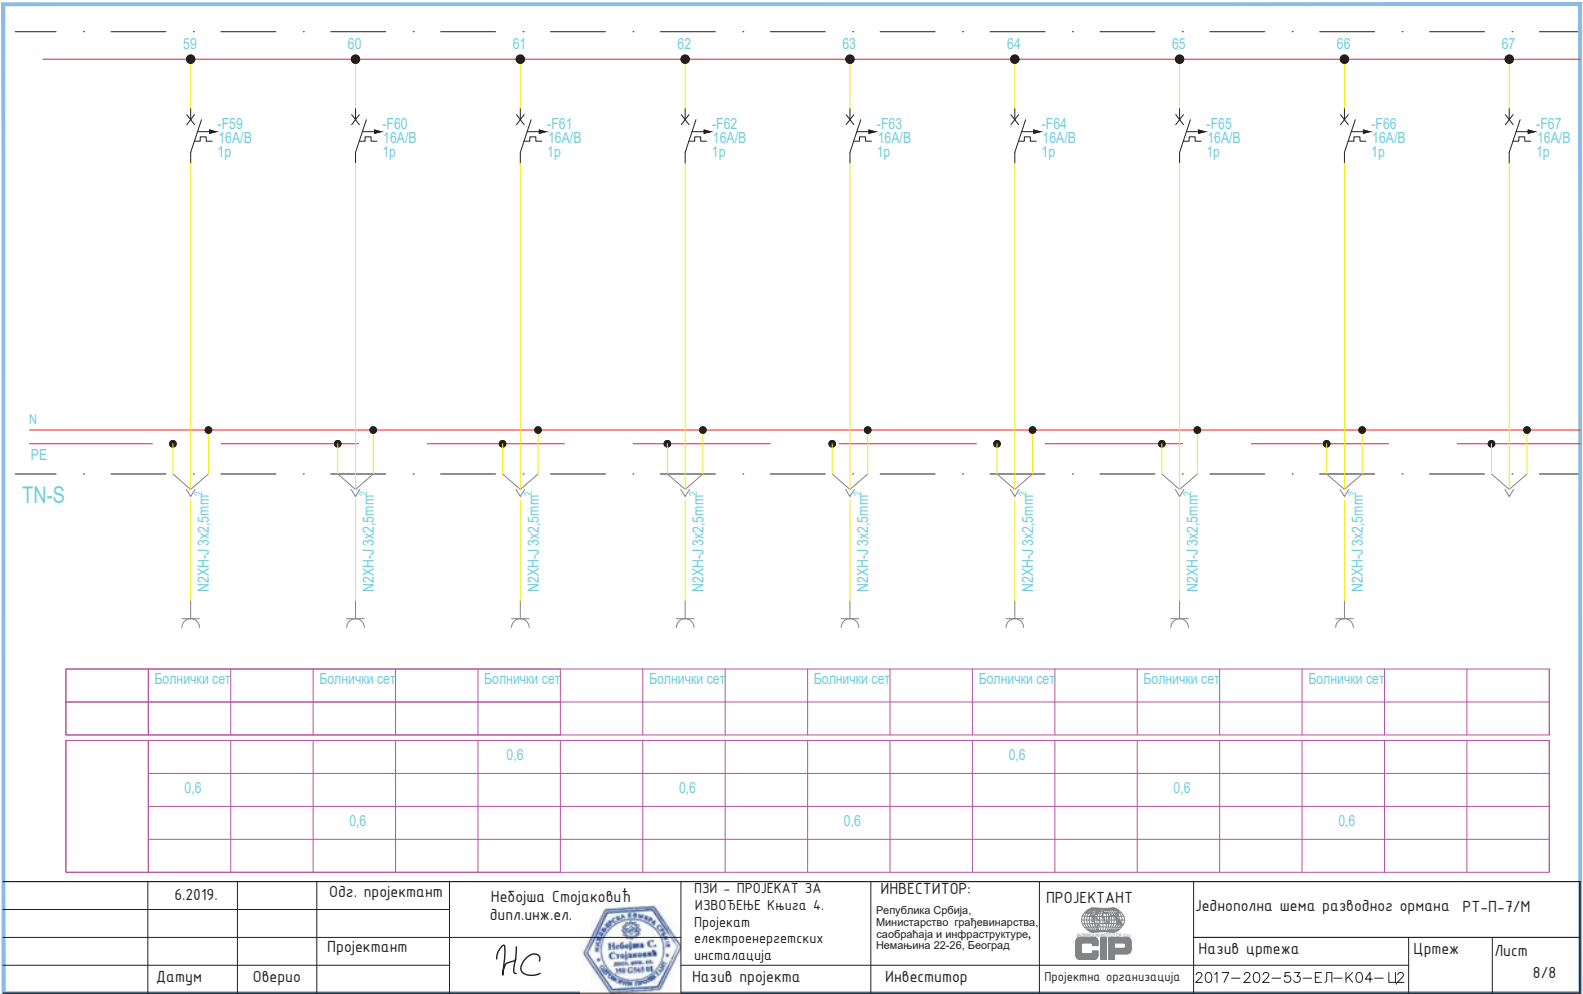 59 60 61 62 63 64 65 66 67
-F59 -F60 -F61 -F62 -F63 -F64 -F65 -F66 -F67
16A/B 16A/B 16A/B 16A/B 16A/B 16A/B 16A/B 16A/B 16A/B
1p 1p 1p 1p 1p 1p 1p 1p 1p
N
PE
TN-S
N2XH-J 3x2,5mm² N2XH-J 3x2,5mm² N2XH-J 3x2,5mm² N2XH-J 3x2,5mm² N2XH-J 3x2,5mm² N2XH-J 3x2,5mm² N2XH-J 3x2,5mm² N2XH-J 3x2,5mm²
Болнички сет Болнички сет Болнички сет Болнички сет Болнички сет Болнички сет Болнички сет Болнички сет
0,6 0,6
0,6 0,6 0,6
0,6 0,6 0,6
6.2019.
Датум
Оверио
Одг. пројектант
Пројектант
Небојша Стојаковић
дипл.инж.ел.
НС
Небојша С.
Стојаковић
ПЗИ - ПРОЈЕКАТ ЗА
ИЗВОЂЕЊЕ Књига 4.
Пројекат
електроенергетских
инсталација
Назив пројекта
ИНВЕСТИТОР:
Република Србија,
Министарство грађевинарства,
саобраћаја и инфраструктуре,
Немањина 22-26, Београд
Инвеститор
ПРОЈЕКТАНТ
CIP
Пројектна организација
Једнополна шема разводног ормана РТ-П-7/М
Назив цртежа
2017-202-53-ЕЛ-К04-Ц2
Цртеж
Лист
8/8